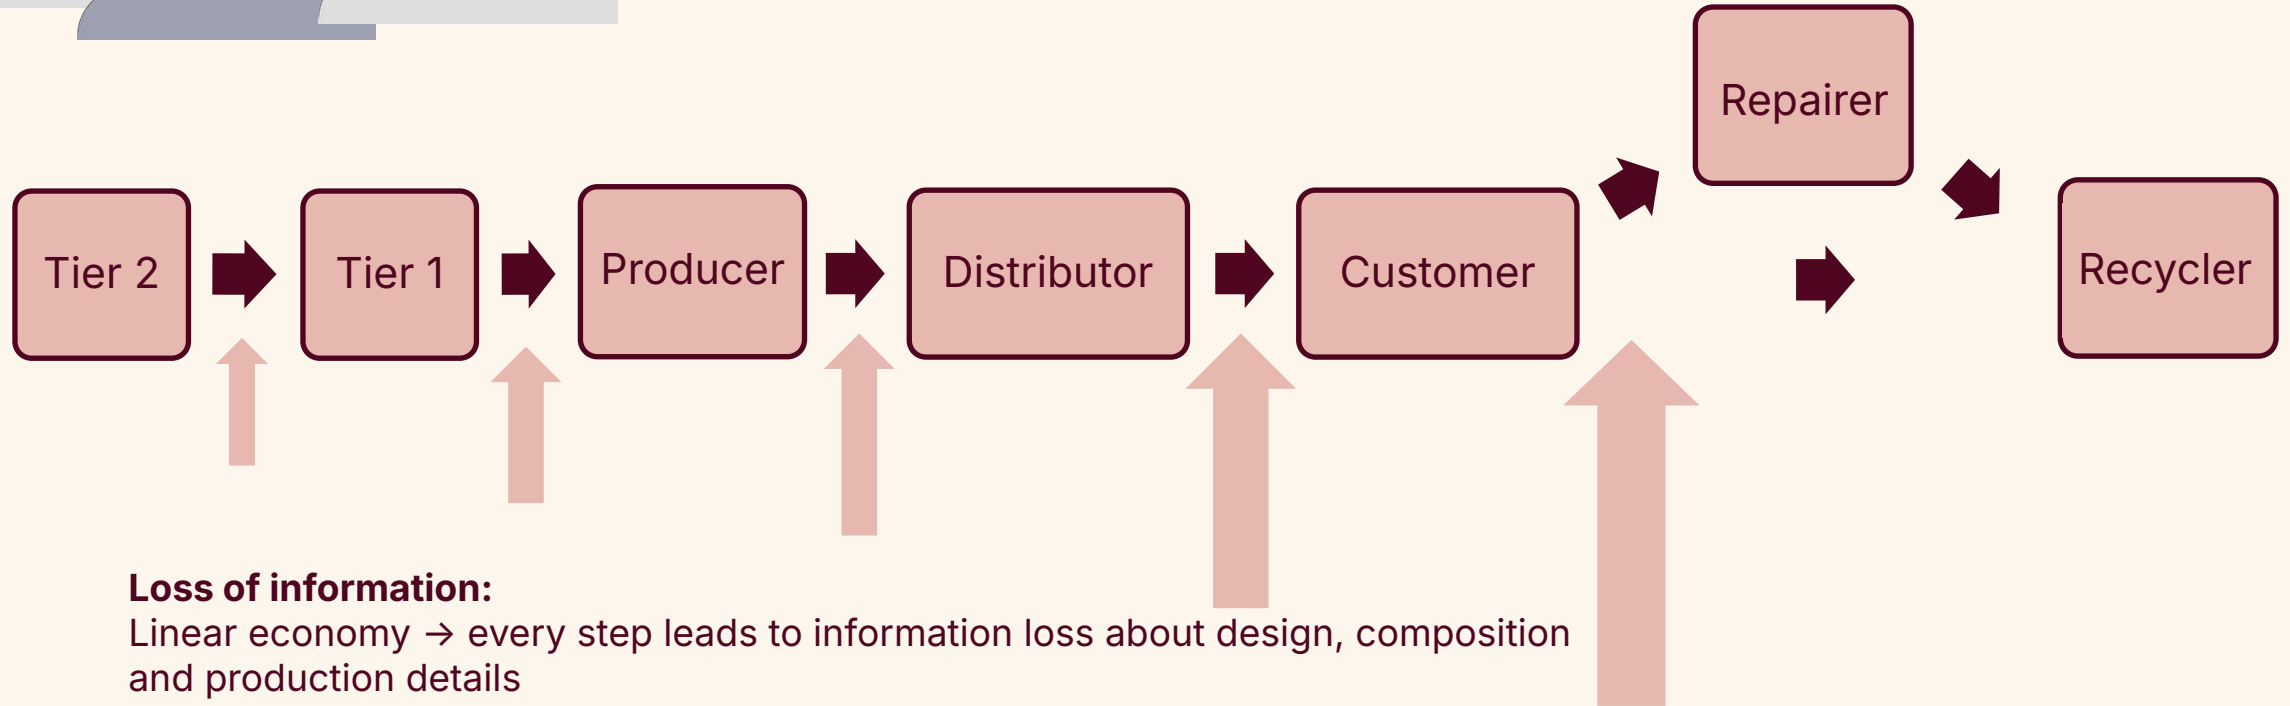 Repairer
Tier 2
Tier 1
Producer
Distributor
Customer
Recycler
Loss of information:
Linear economy → every step leads to information loss about design, composition
and production details